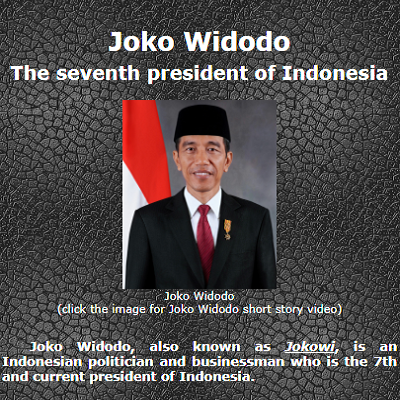 Joko Widodo
The seventh president of Indonesia
Joko Widodo
(click the image for Joko Widodo short story video)
Joko Widodo, also known as Jokowi, is an
Indonesian politician and businessman who is the 7th
and current president of Indonesia.